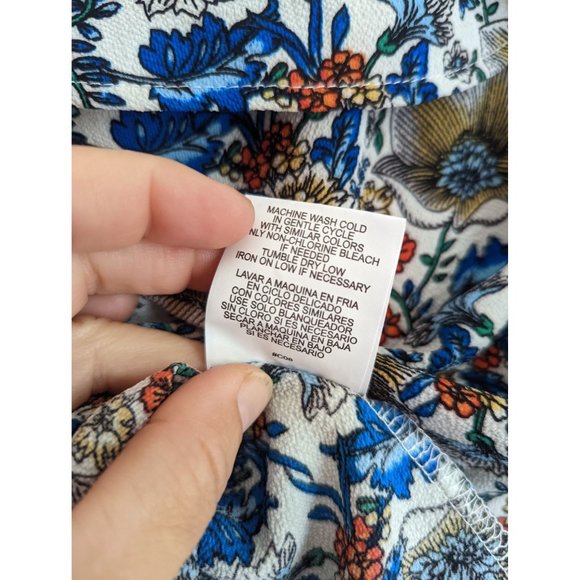 MACHINE WASH COLD
IN GENTLE CYCLE
WITH SIMILAR COLORS
NLY NON-CHLORINE BLEACH
IF NEEDED
TUMBLE DRY LOW
IRON ON LOW IF NECESSARY
LAVAR A MAQUINA EN FRIA
EN CICLO DELICADO
CON COLORES SIMILARES
USE SOLO BLANQUEADOR
SIN CLORO SI ES NECESARIO
SECAR A MAQUINA EN BAJA
PLANCHAR EN BAJO
SI ES NECESARIO